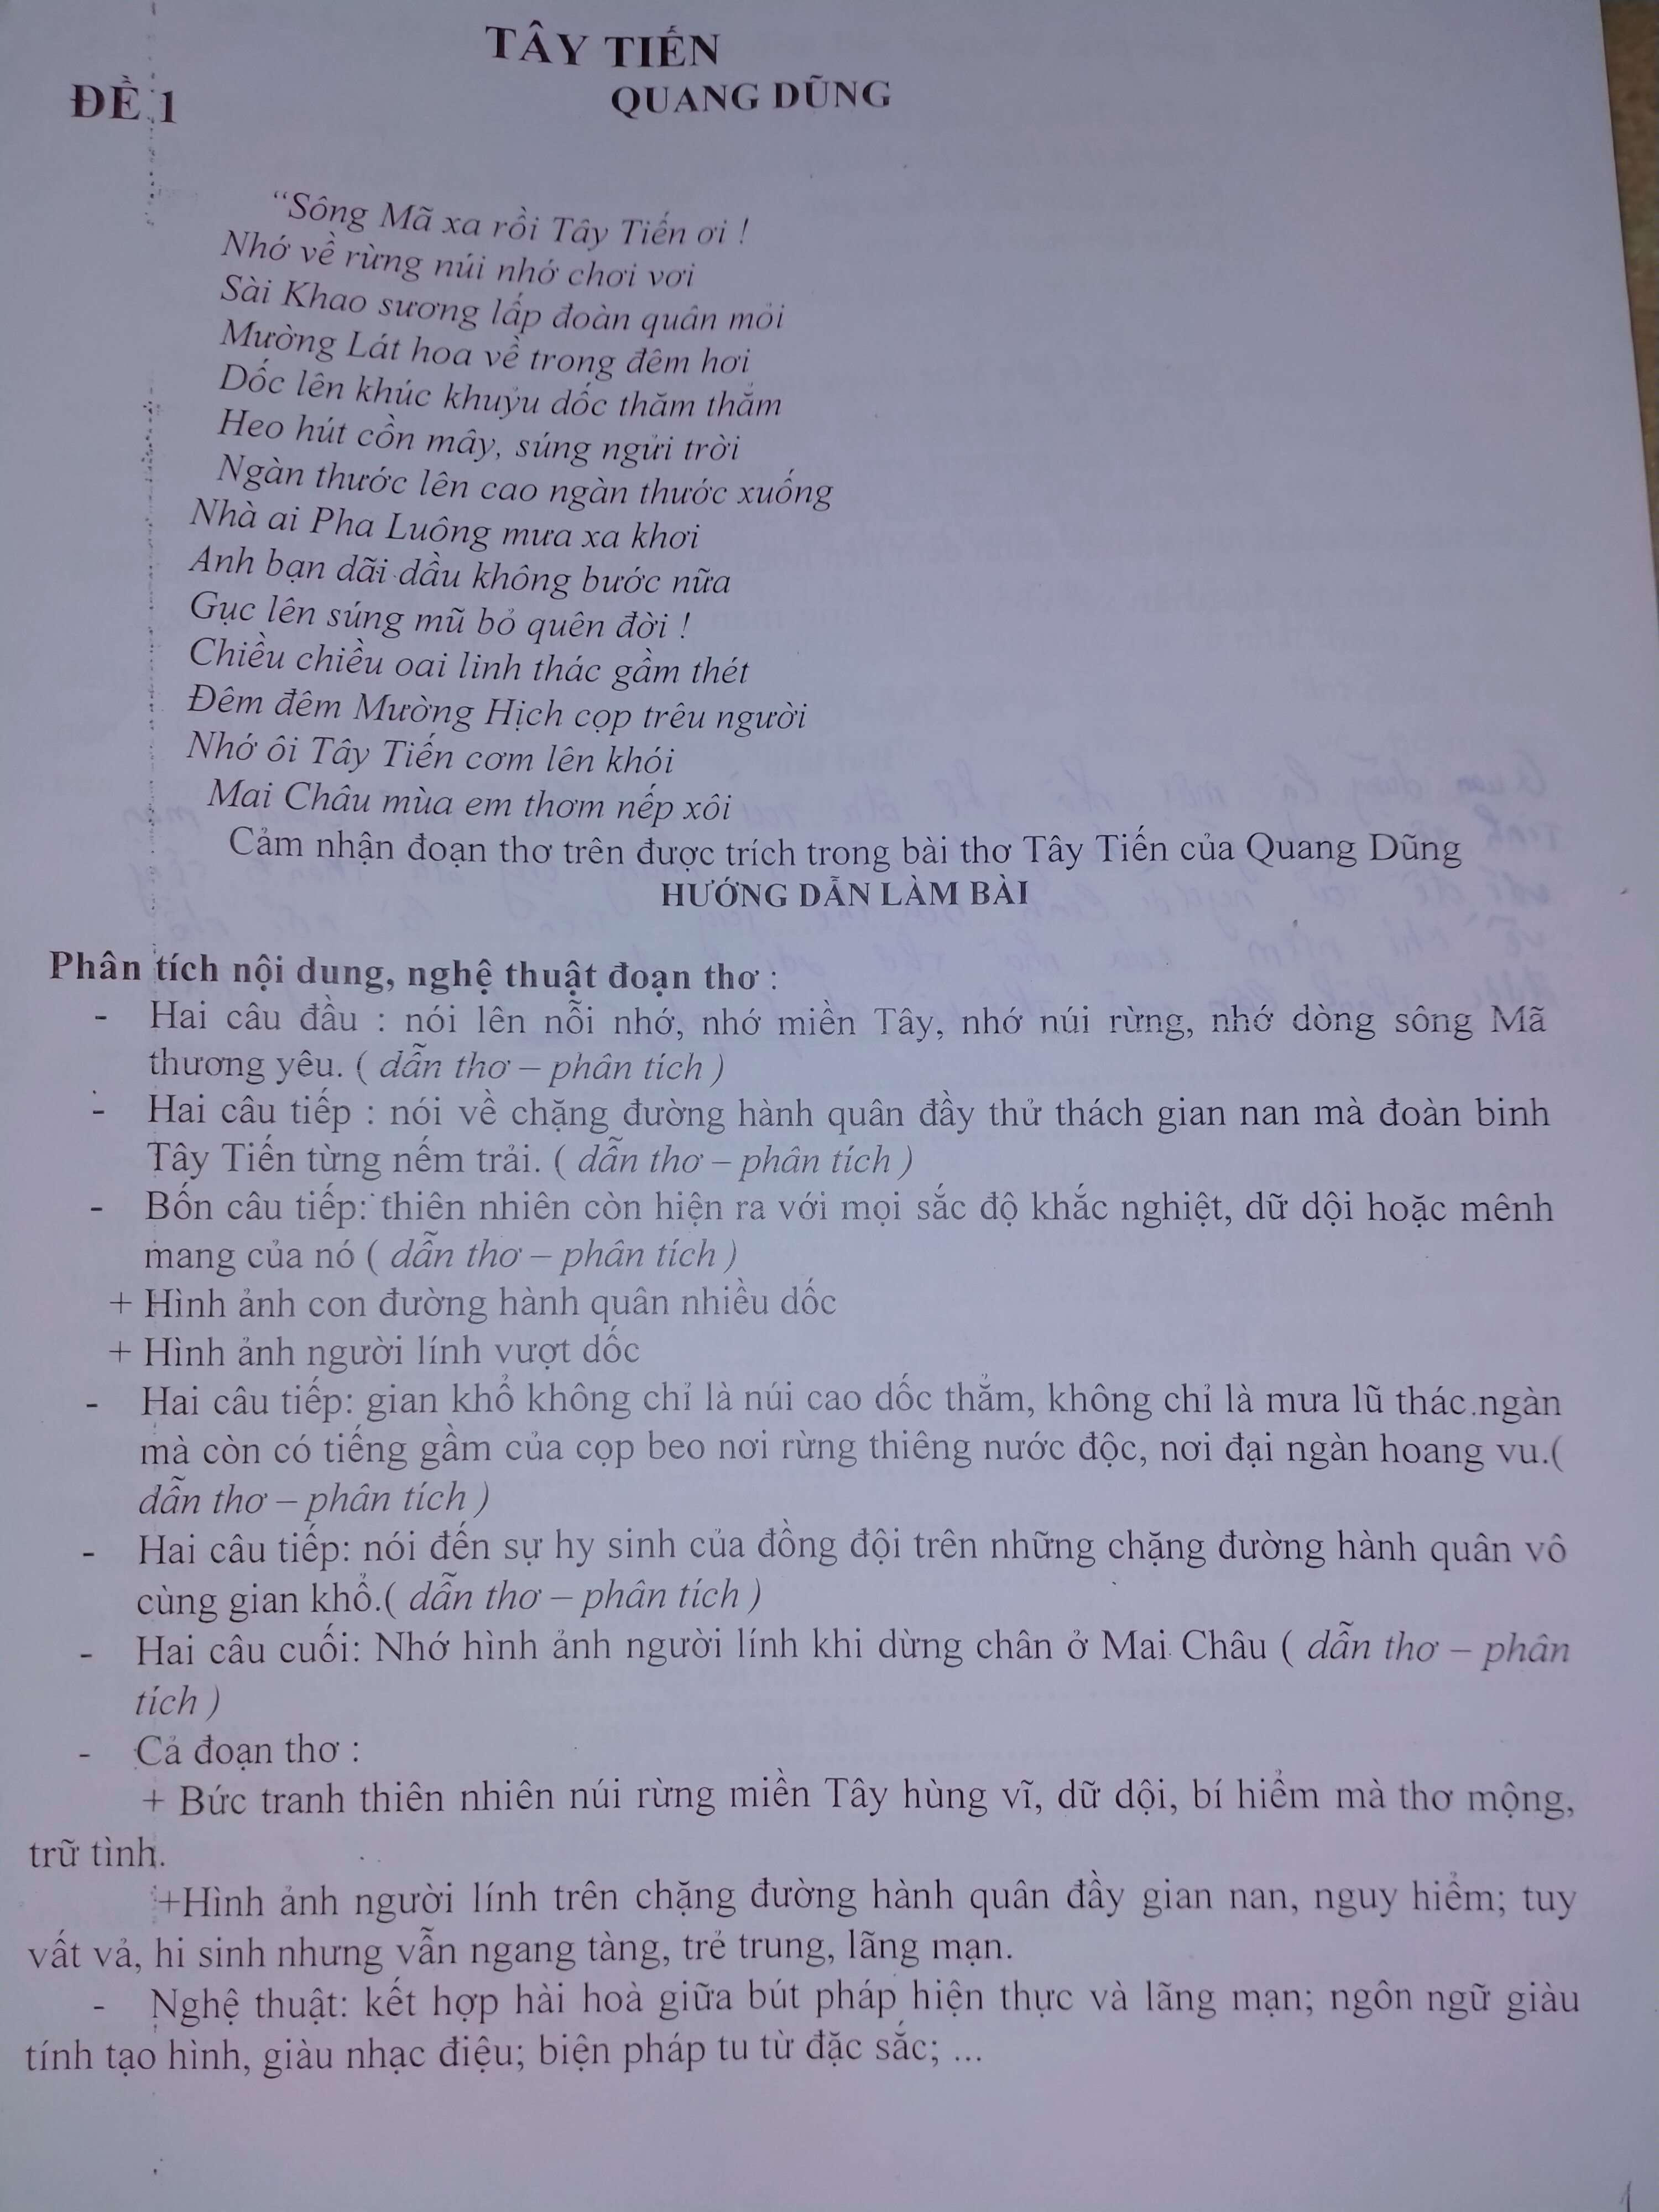 TÂY TIẾN
ĐỀ 1
QUANG DŨNG
“Sông Mã xa rồi Tây Tiến ơi !
Nhớ về rừng núi nhớ chơi vơi
Sài Khao sương lấp đoàn quân mỏi
Mường Lát hoa về trong đêm hơi
Dốc lên khúc khuỷu dốc thăm thẳm
Heo hút cồn mây, súng ngửi trời
Ngàn thước lên cao ngàn thước xuống
Nhà ai Pha Luông mưa xa khơi
Anh bạn dãi dầu không bước nữa
Gục lên súng mũ bỏ quên đời !
Chiều chiều oai linh thác gầm thét
Đêm đêm Mường Hịch cọp trêu người
Nhớ ôi Tây Tiến cơm lên khói
Mai Châu mùa em thơm nếp xôi
Cảm nhận đoạn thơ trên được trích trong bài thơ Tây Tiến của Quang Dũng
HƯỚNG DẪN LÀM BÀI
Phân tích nội dung, nghệ thuật đoạn thơ :
- Hai câu đầu : nói lên nỗi nhớ, nhớ miền Tây, nhớ núi rừng, nhớ dòng sông Mã
thương yêu. ( dẫn thơ – phân tích )
- Hai câu tiếp : nói về chặng đường hành quân đầy thử thách gian nan mà đoàn binh
Tây Tiến từng nếm trải. ( dẫn thơ – phân tích )
- Bốn câu tiếp: thiên nhiên còn hiện ra với mọi sắc độ khắc nghiệt, dữ dội hoặc mênh
mang của nó ( dẫn thơ – phân tích )
+ Hình ảnh con đường hành quân nhiều dốc
+ Hình ảnh người lính vượt dốc
- Hai câu tiếp: gian khổ không chỉ là núi cao dốc thẳm, không chỉ là mưa lũ thác ngàn
mà còn có tiếng gầm của cọp beo nơi rừng thiêng nước độc, nơi đại ngàn hoang vu.(
dẫn thơ – phân tích )
- Hai câu tiếp: nói đến sự hy sinh của đồng đội trên những chặng đường hành quân vô
cùng gian khổ.( dẫn thơ – phân tích )
- Hai câu cuối: Nhớ hình ảnh người lính khi dừng chân ở Mai Châu ( dẫn thơ – phân
tích )
- Cả đoạn thơ :
+ Bức tranh thiên nhiên núi rừng miền Tây hùng vĩ, dữ dội, bí hiểm mà thơ mộng,
trữ tình.
+Hình ảnh người lính trên chặng đường hành quân đầy gian nan, nguy hiểm; tuy
vất vả, hi sinh nhưng vẫn ngang tàng, trẻ trung, lãng mạn.
- Nghệ thuật: kết hợp hài hoà giữa bút pháp hiện thực và lãng mạn; ngôn ngữ giàu
tính tạo hình, giàu nhạc điệu; biện pháp tu từ đặc sắc; ...